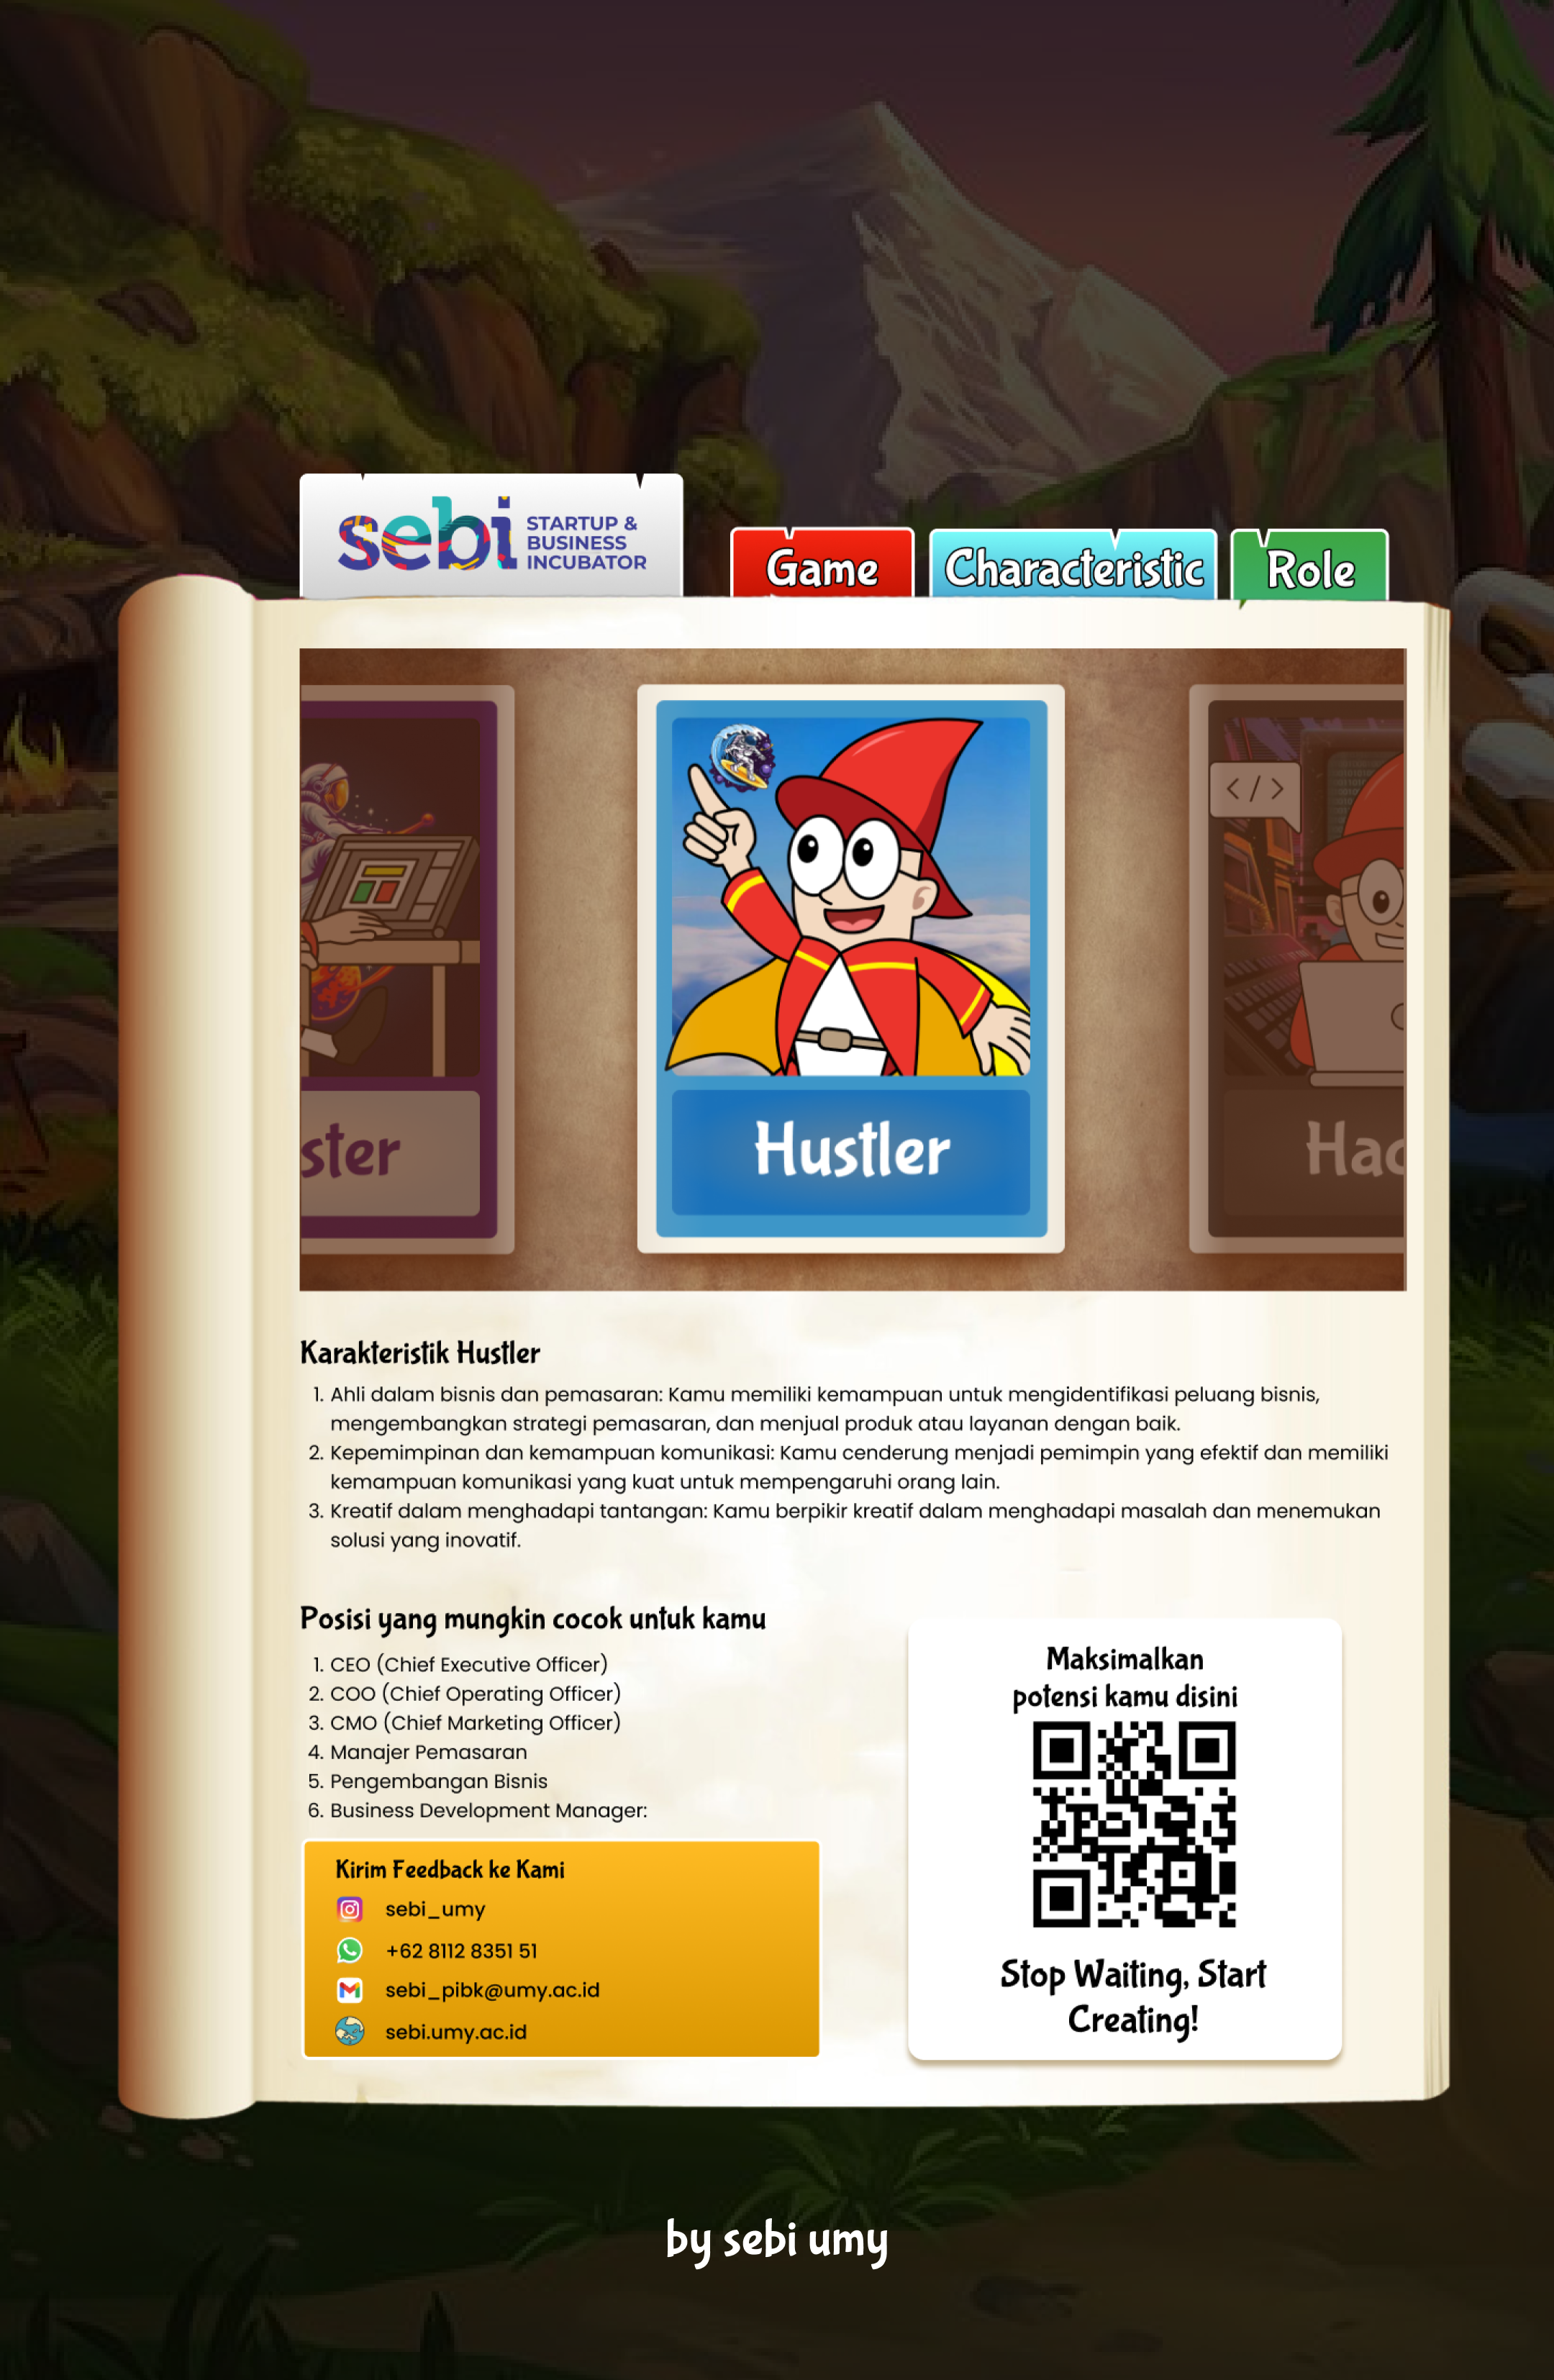 sebi
STARTUP &
BUSINESS
INCUBATOR
Game
Characteristic
Role
</>
ster
Hustler
Hac
Karakteristik Hustler
1. Ahli dalam bisnis dan pemasaran: Kamu memiliki kemampuan untuk mengidentifikasi peluang bisnis,
mengembangkan strategi pemasaran, dan menjual produk atau layanan dengan baik.
2. Kepemimpinan dan kemampuan komunikasi: Kamu cenderung menjadi pemimpin yang efektif dan memiliki
kemampuan komunikasi yang kuat untuk mempengaruhi orang lain.
3. Kreatif dalam menghadapi tantangan: Kamu berpikir kreatif dalam menghadapi masalah dan menemukan
solusi yang inovatif.
Posisi yang mungkin cocok untuk kamu
1. CEO (Chief Executive Officer)
2. COO (Chief Operating Officer)
3. CMO (Chief Marketing Officer)
4. Manajer Pemasaran
5. Pengembangan Bisnis
6. Business Development Manager:
Kirim Feedback ke Kami
sebi_umy
+62 8112 8351 51
sebi_pibk@umy.ac.id
sebi.umy.ac.id
Maksimalkan
potensi kamu disini
Stop Waiting, Start
Creating!
by sebi umy